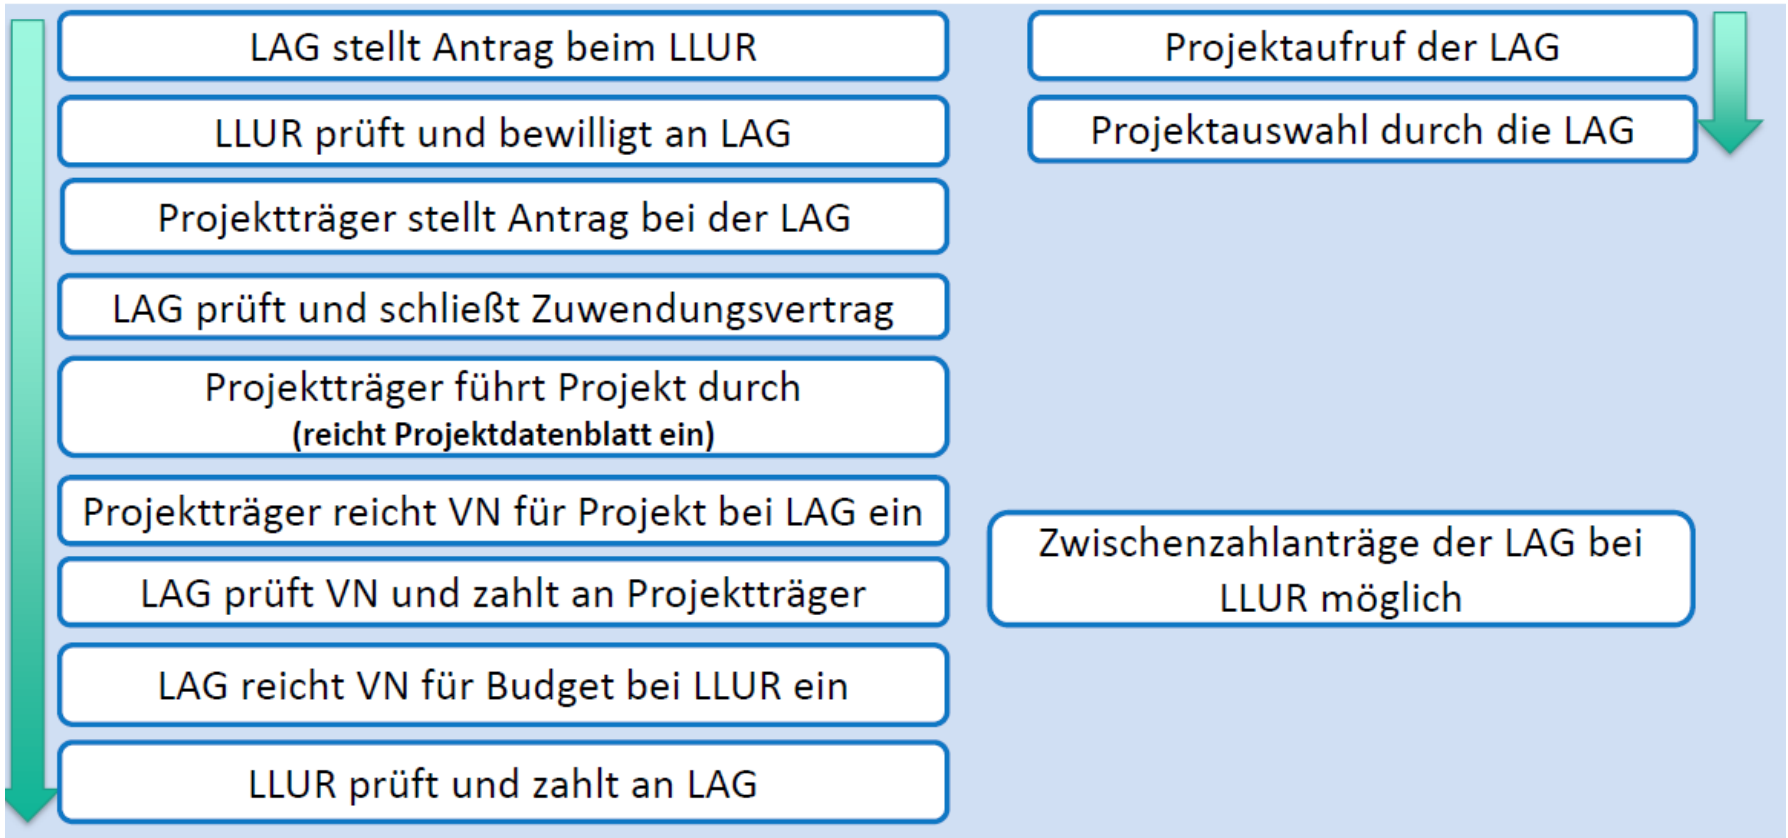 LAG stellt Antrag beim LLUR
LLUR prüft und bewilligt an LAG
Projektträger stellt Antrag bei der LAG
LAG prüft und schließt Zuwendungsvertrag
Projektträger führt Projekt durch
(reicht Projektdatenblatt ein)
Projektträger reicht VN für Projekt bei LAG ein
LAG prüft VN und zahlt an Projektträger
LAG reicht VN für Budget bei LLUR ein
LLUR prüft und zahlt an LAG
Projektaufruf der LAG
Projektauswahl durch die LAG
Zwischenzahlanträge der LAG bei
LLUR möglich